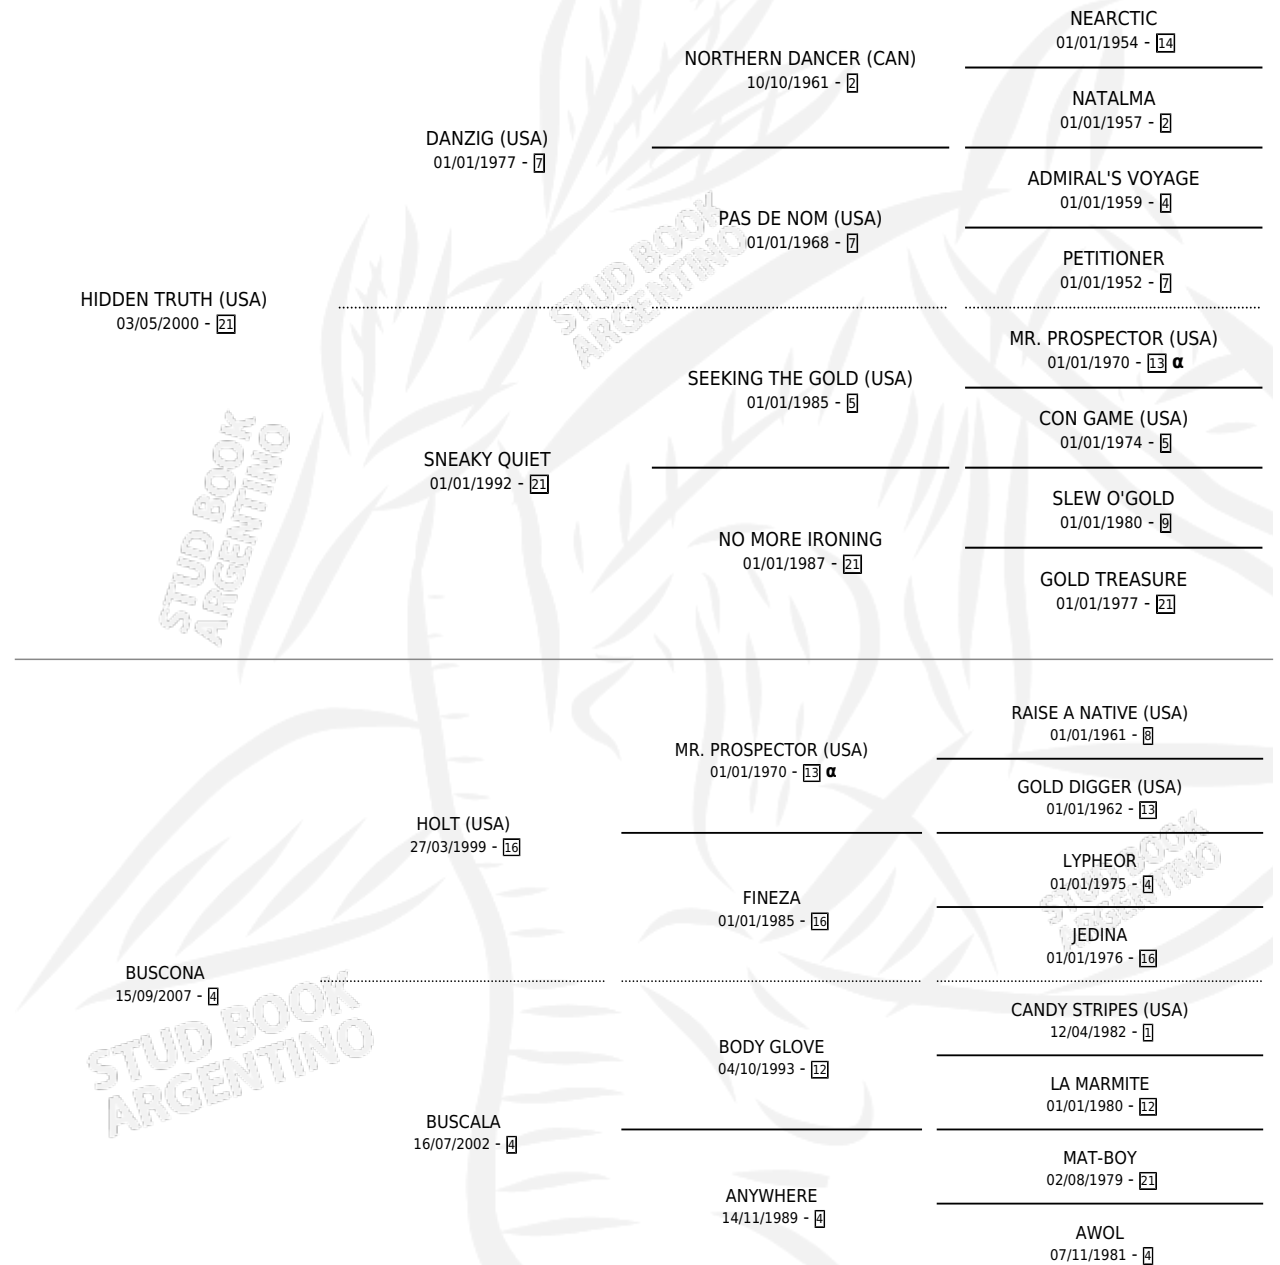 NEARCTIC
01/01/1954 - 14
NORTHERN DANCER (CAN)
10/10/1961 - 2
NATALMA
01/01/1957 - 2
DANZIG (USA)
01/01/1977 - 7
ADMIRAL'S VOYAGE
01/01/1959 - 4
PAS DE NOM (USA)
01/01/1968 - 7
PETITIONER
01/01/1952 - 7
HIDDEN TRUTH (USA)
03/05/2000 - 21
STUD BOOK
ARGENTINO
MR. PROSPECTOR (USA)
01/01/1970 - 13 α
SEEKING THE GOLD (USA)
01/01/1985 - 5
CON GAME (USA)
01/01/1974 - 5
SNEAKY QUIET
01/01/1992 - 21
SLEW O'GOLD
01/01/1980 - 9
NO MORE IRONING
01/01/1987 - 21
GOLD TREASURE
01/01/1977 - 21
STUD BOOK
ARGENTINO
RAISE A NATIVE (USA)
01/01/1961 - 8
MR. PROSPECTOR (USA)
01/01/1970 - 13 α
GOLD DIGGER (USA)
01/01/1962 - 13
HOLT (USA)
27/03/1999 - 16
LYPHEOR
01/01/1975 - 4
STUD BOOK
ARGENTINO
FINEZA
01/01/1985 - 16
JEDINA
01/01/1976 - 16
BUSCONA
15/09/2007 - 4
STUD BOOK
ARGENTINO
CANDY STRIPES (USA)
12/04/1982 - 1
BODY GLOVE
04/10/1993 - 12
LA MARMITE
01/01/1980 - 12
BUSCALA
16/07/2002 - 4
MAT-BOY
02/08/1979 - 21
ANYWHERE
14/11/1989 - 4
AWOL
07/11/1981 - 4